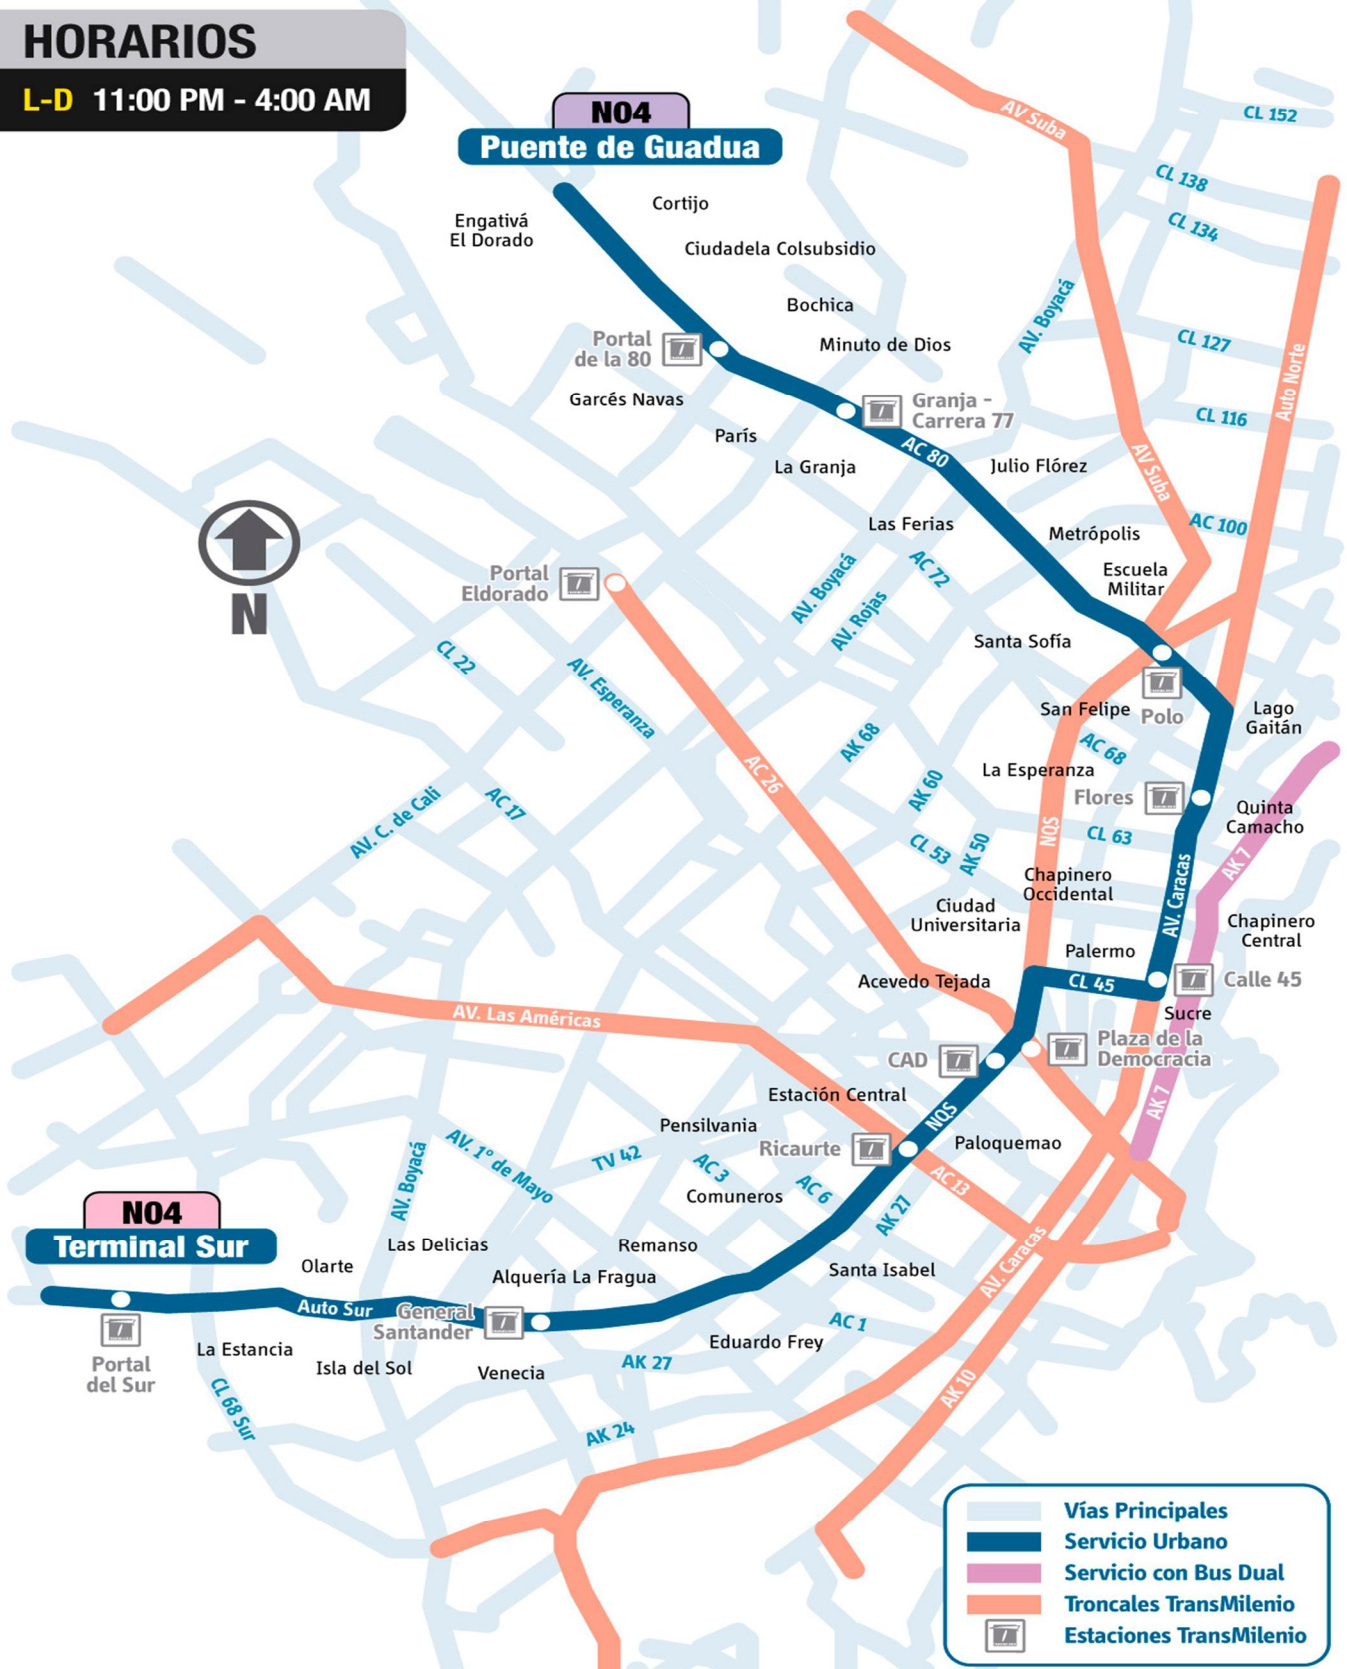 HORARIOS
L-D 11:00 PM - 4:00 AM
N04
Puente de Guadua
Engativá
El Dorado
Cortijo
Ciudadela Colsubsidio
Bochica
Portal
de la 80
Minuto de Dios
Garcés Navas
Granja -
Carrera 77
París
La Granja
AC 80
Julio Flórez
Las Ferias
Metrópolis
Escuela
Militar
Santa Sofía
AV Suba
CL 152
CL 138
CL 134
AV. Boyacá
CL 127
Auto Norte
CL 116
AV Suba
AC 100
N
Portal
Eldorado
AV. Boyacá
AC 72
AV. Rojas
CL 22
AV. Esperanza
San Felipe
Polo
Lago
Gaitán
AK 68
AC 68
AC 26
La Esperanza
Flores
AK 60
AC 17
AV. C. de Cali
Quinta
Camacho
NQS
CL 63
CL 53
AK 50
AK 7
Chapinero
Occidental
AV. Caracas
Ciudad
Universitaria
Chapinero
Central
Palermo
Acevedo Tejada
CL 45
Calle 45
Sucre
AV. Las Américas
CAD
Plaza de la
Democracia
Estación Central
AK 7
NQS
Pensilvania
Ricaurte
Paloquemao
AV. 1º de Mayo
TV 42
AC 3
AC 6
AC 13
AV. Boyacá
Comuneros
AK 27
N04
Terminal Sur
Las Delicias
Remanso
Olarte
Alquería La Fragua
Santa Isabel
AV. Caracas
Auto Sur
General
Santander
AC 1
Portal
del Sur
La Estancia
Isla del Sol
Venecia
Eduardo Frey
AK 27
AK 10
CL 68 Sur
AK 24
Vías Principales
Servicio Urbano
Servicio con Bus Dual
Troncales TransMilenio
Estaciones TransMilenio